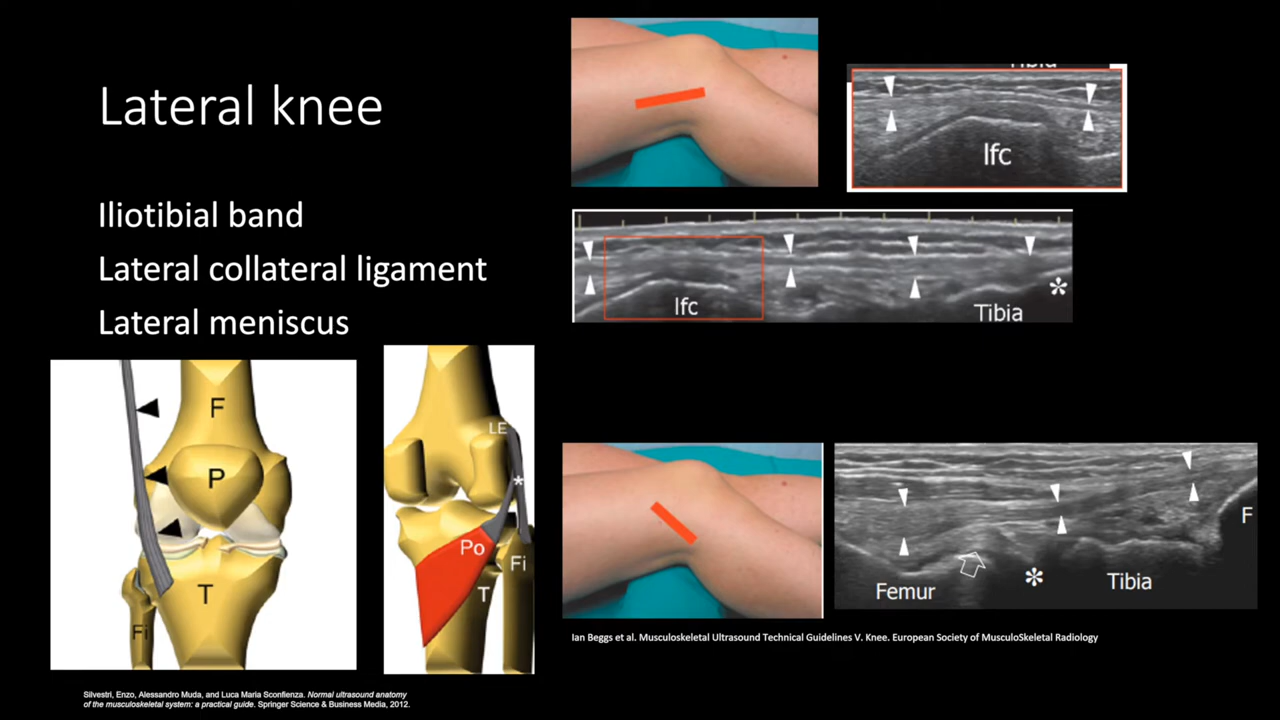 Lateral knee
Iliotibial band
Lateral collateral ligament
Lateral meniscus
F
P
T
Fi
LE
*
Po
Fi
T
Silvestri, Enzo, Alessandro Muda, and Luca Maria Sconfienza. Normal ultrasound anatomy
of the musculoskeletal system: a practical guide. Springer Science & Business Media, 2012.
lfc
lfc
Tibia
*
Femur
*
Tibia
F
Ian Beggs et al. Musculoskeletal Ultrasound Technical Guidelines V. Knee. European Society of MusculoSkeletal Radiology